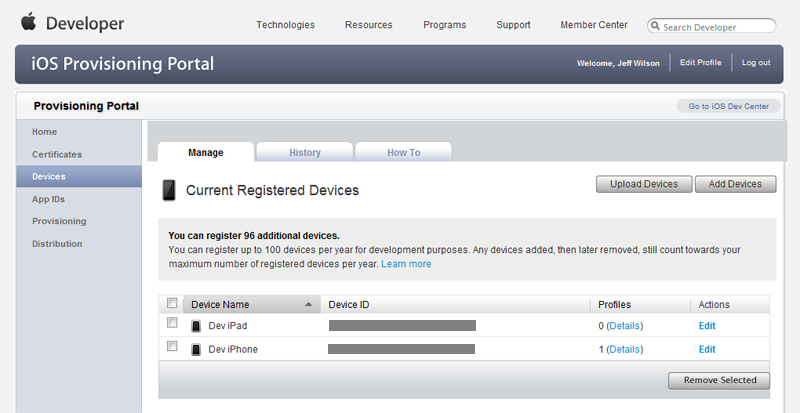 Developer
Technologies Resources Programs Support Member Center Search Developer
iOS Provisioning Portal
Welcome, Jeff Wilson Edit Profile Log out
Provisioning Portal
Go to iOS Dev Center
Home
Certificates
Devices
App IDs
Provisioning
Distribution
Manage History How To
Current Registered Devices
Upload Devices Add Devices
You can register 96 additional devices.
You can register up to 100 devices per year for development purposes. Any devices added, then later removed, still count towards your
maximum number of registered devices per year. Learn more
Device Name Device ID Profiles Actions
Dev iPad 0 (Details) Edit
Dev iPhone 1 (Details) Edit
Remove Selected